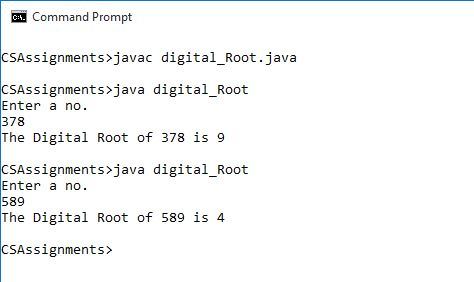 Command Prompt
CSAssignments>javac digital_Root.java
CSAssignments>java digital_Root
Enter a no.
378
The Digital Root of 378 is 9
CSAssignments>java digital_Root
Enter a no.
589
The Digital Root of 589 is 4
CSAssignments>